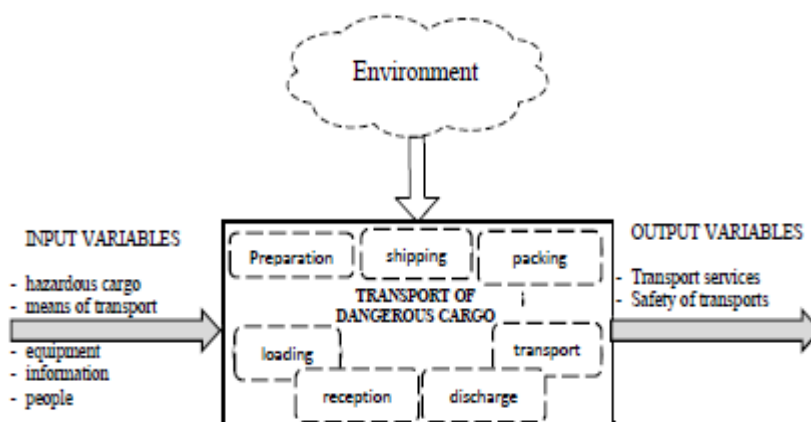 Environment
INPUT VARIABLES
- hazardous cargo
- means of transport
- equipment
- information
- people
Preparation
shipping
packing
TRANSPORT OF
DANGEROUS CARGO
loading
transport
reception
discharge
OUTPUT VARIABLES
- Transport services
- Safety of transports